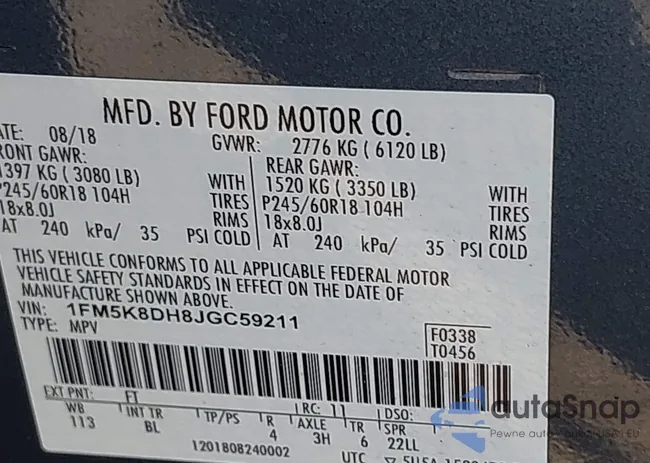 MFD. BY FORD MOTOR CO.
ATE: 08/18 GVWR: 2776 KG ( 6120 LB)
RONT GAWR: REAR GAWR:
1397 KG ( 3080 LB) WITH 1520 KG ( 3350 LB) WITH
P245/60R18 104H TIRES P245/60R18 104H TIRES
18x8.0J RIMS 18x8.0J RIMS
AT 240 kPa/ 35 PSI COLD AT 240 kPa/ 35 PSI COLD
THIS VEHICLE CONFORMS TO ALL APPLICABLE FEDERAL MOTOR
VEHICLE SAFETY STANDARDS IN EFFECT ON THE DATE OF
MANUFACTURE SHOWN ABOVE.
VIN: 1FM5K8DH8JGC59211
TYPE: MPV
F0338
T0456
EXT PNT: FT RC: 11 DSO:
WB INT TR TP/PS R AXLE TR SPR
113 BL 4 3H 6 22LL
1201808240002 UTC
autoSnap
Pewne auto